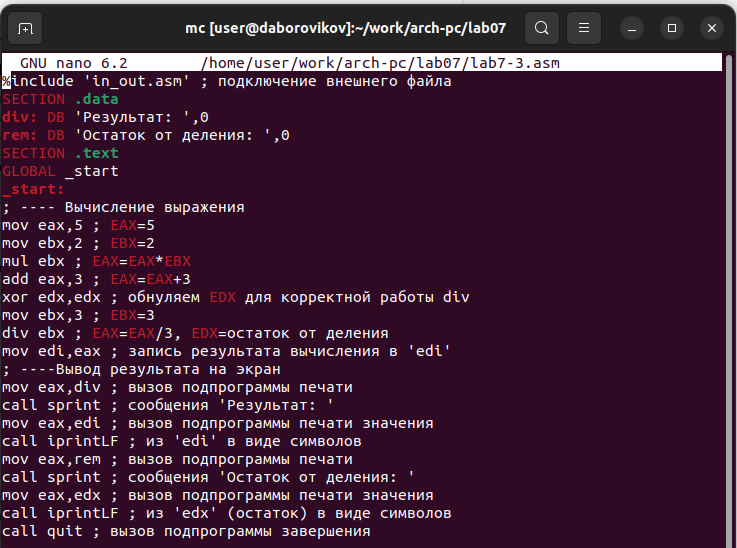 mc [user@daborovikov]:~/work/arch-pc/lab07
GNU nano 6.2 /home/user/work/arch-pc/lab07/lab7-3.asm
%include 'in_out.asm' ; подключение внешнего файла
SECTION .data
div: DB 'Результат: ',0
rem: DB 'Остаток от деления: ',0
SECTION .text
GLOBAL _start
_start:
; ---- Вычисление выражения
mov eax,5 ; EAX=5
mov ebx,2 ; EBX=2
mul ebx ; EAX=EAX*EBX
add eax,3 ; EAX=EAX+3
xor edx,edx ; обнуляем EDX для корректной работы div
mov ebx,3 ; EBX=3
div ebx ; EAX=EAX/3, EDX=остаток от деления
mov edi,eax ; запись результата вычисления в 'edi'
; ----Вывод результата на экран
mov eax,div ; вызов подпрограммы печати
call sprint ; сообщения 'Результат: '
mov eax,edi ; вызов подпрограммы печати значения
call iprintLF ; из 'edi' в виде символов
mov eax,rem ; вызов подпрограммы печати
call sprint ; сообщения 'Остаток от деления: '
mov eax,edx ; вызов подпрограммы печати значения
call iprintLF ; из 'edx' (остаток) в виде символов
call quit ; вызов подпрограммы завершения